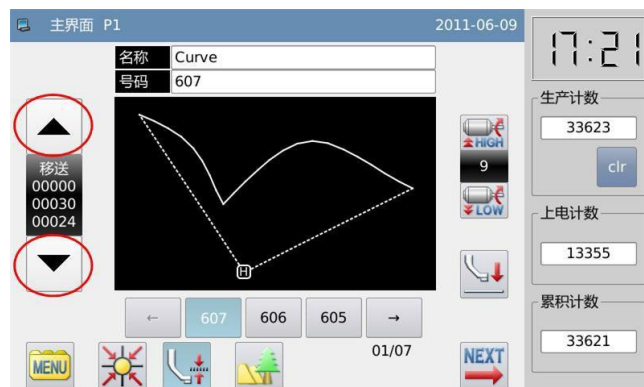 主界面 P1
2011-06-09
17:21
名称 Curve
号码 607
移送
00000
00030
00024
H
HIGH
9
LOW
生产计数
33623
clr
上电计数
13355
累积计数
33621
← 607 606 605 →
01/07
MENU
NEXT